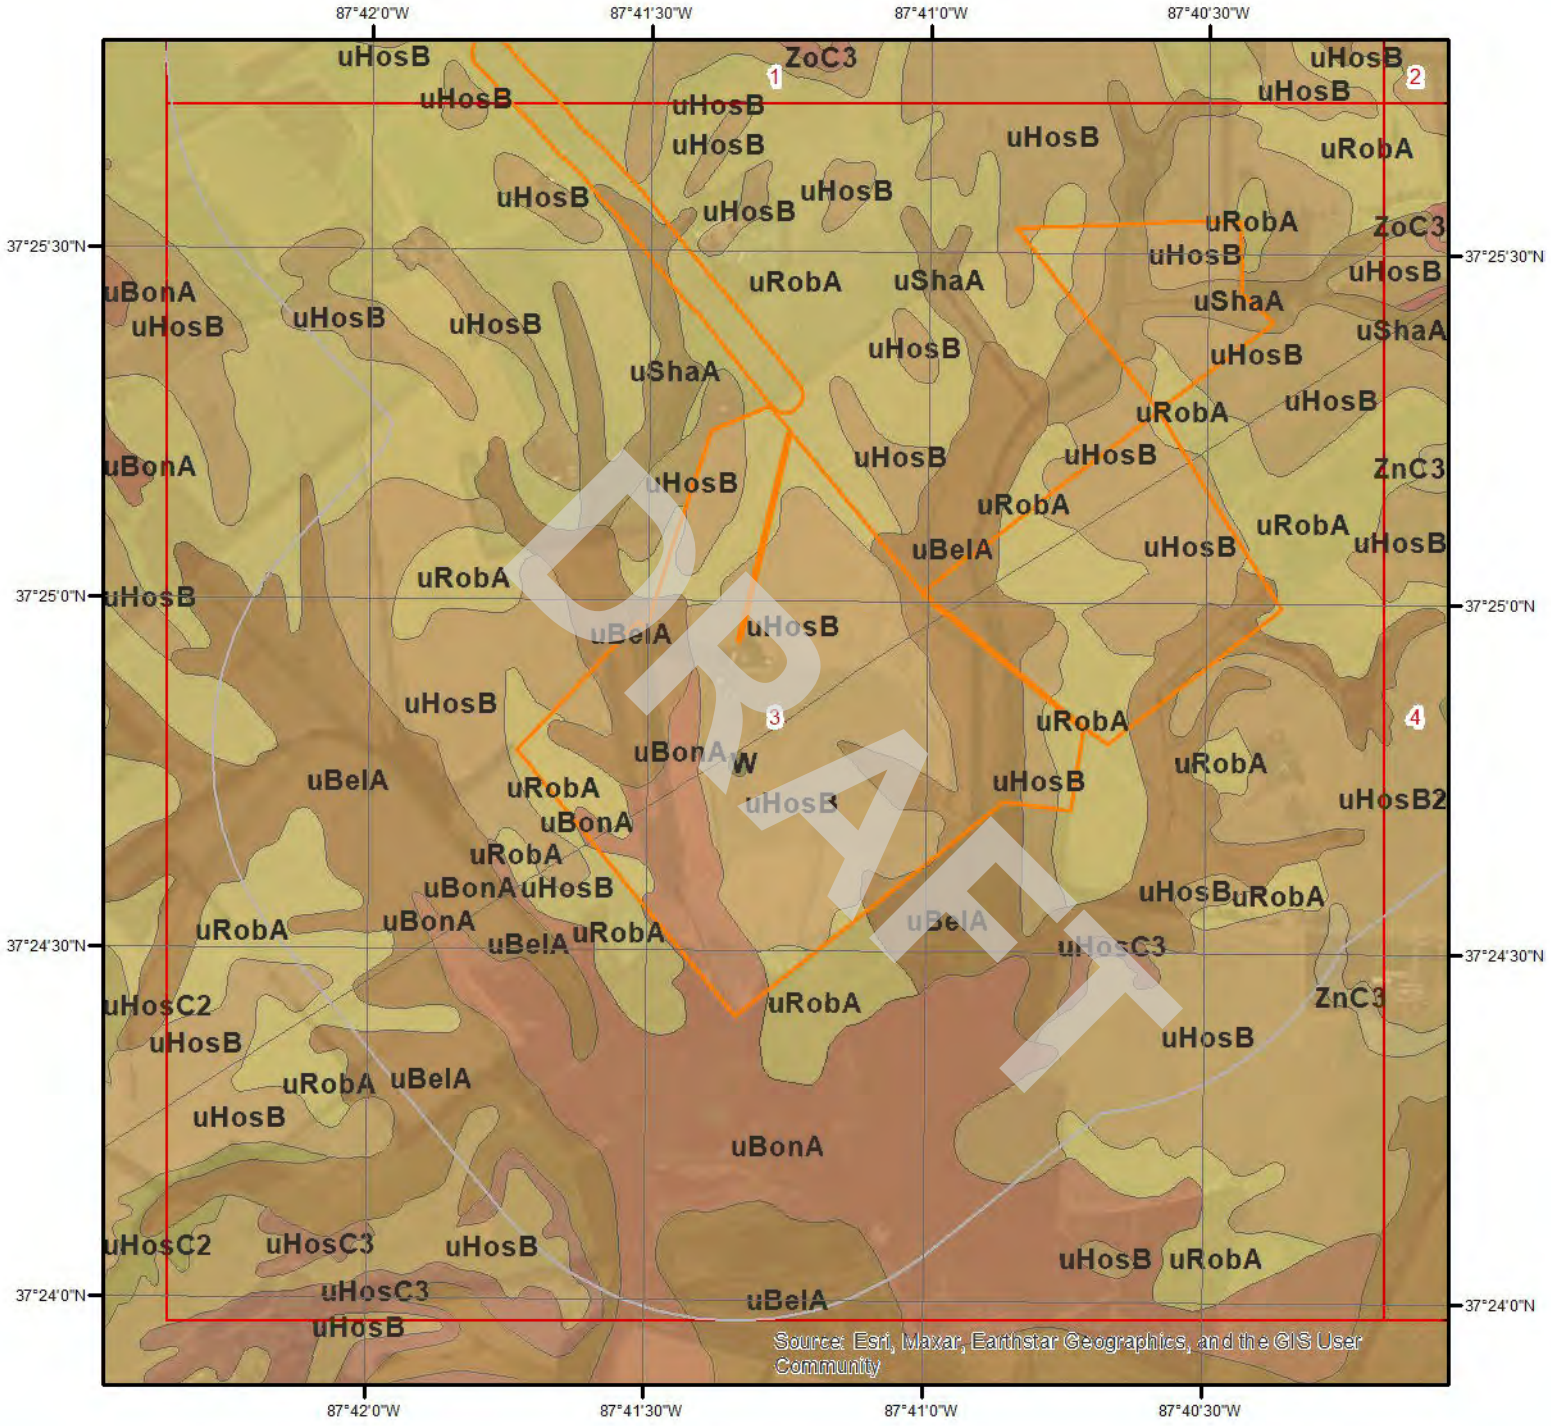 87°42'0"W 87°41'30"W 87°41'0"W 87°40'30"W
uHosB ZoC3 uHosB
1 2
uHosB uHosB uHosB
uHosB uHosB uRobA
uHosB uHosB uHosB
uRobA ZoC3
37°25'30"N uHosB 37°25'30"N
uBonA uRobA uShaA uHosB
uShaA
uHosB uHosB uHosB uShaA
uHosB uHosB
uShaA
uRobA uHosB
uBonA uHosB uHosB ZnC3
uHosB
uRobA uRobA
uBelA uHosB uHosB
uRobA
37°25'0"N uHosB 37°25'0"N
uBelA uHosB
uHosB 3 uRobA 4
uBonA W uRobA
uBelA uRobA uHosB
uHosB uHosB2
uBonA
uRobA
uBonA uHosB uHosB uRobA
uRobA uBonA uRobA uBelA
37°24'30"N uBelA uHosC3 37°24'30"N
uHosC2 uRobA ZnC3
uHosB uHosB
uRobA uBelA
uHosB
uBonA
uHosC2 uHosC3 uHosB uHosB uRobA
37°24'0"N uHosC3 uBelA 37°24'0"N
uHosB
Source: Esri, Maxar, Earthstar Geographics, and the GIS User
Community
87°42'0"W 87°41'30"W 87°41'0"W 87°40'30"W
DRAFT